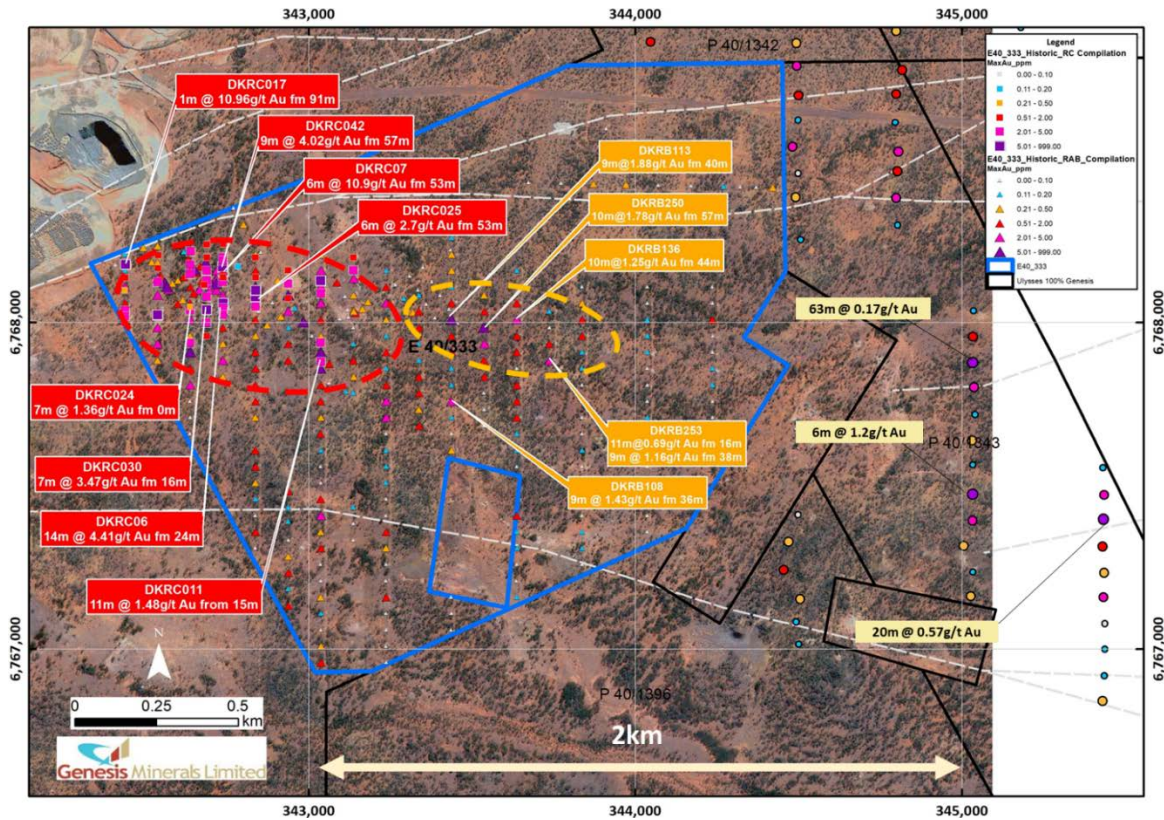 343,000
344,000
345,000
P 40/1342
Legend
E40_333_Historic_RC Compilation
MaxAu_ppm
0.00 - 0.10
0.11 - 0.20
0.21 - 0.50
0.51 - 2.00
2.01 - 5.00
5.01 - 999.00
E40_333_Historic_RAB_Compilation
MaxAu_ppm
0.00 - 0.10
0.11 - 0.20
0.21 - 0.50
0.51 - 2.00
2.01 - 5.00
5.01 - 999.00
E40_333
Ulysses 100% Genesis
DKRC017
1m @ 10.96g/t Au fm 91m
DKRC042
9m @ 4.02g/t Au fm 57m
DKRC07
6m @ 10.9g/t Au fm 53m
DKRC025
6m @ 2.7g/t Au fm 53m
DKRB113
9m@1.88g/t Au fm 40m
DKRB250
10m@1.78g/t Au fm 57m
DKRB136
10m@1.25g/t Au fm 44m
6,768,000
6,768,000
63m @ 0.17g/t Au
E 40/333
DKRC024
7m @ 1.36g/t Au fm 0m
DKRC030
7m @ 3.47g/t Au fm 16m
DKRC06
14m @ 4.41g/t Au fm 24m
DKRC011
11m @ 1.48g/t Au from 15m
DKRB253
11m@0.69g/t Au fm 16m
9m @ 1.16g/t Au fm 38m
DKRB108
9m @ 1.43g/t Au fm 36m
6m @ 1.2g/t Au
P 40/1343
20m @ 0.57g/t Au
6,767,000
6,767,000
N
P 40/1396
0 0.25 0.5
km
2km
Genesis Minerals Limited
343,000
344,000
345,000